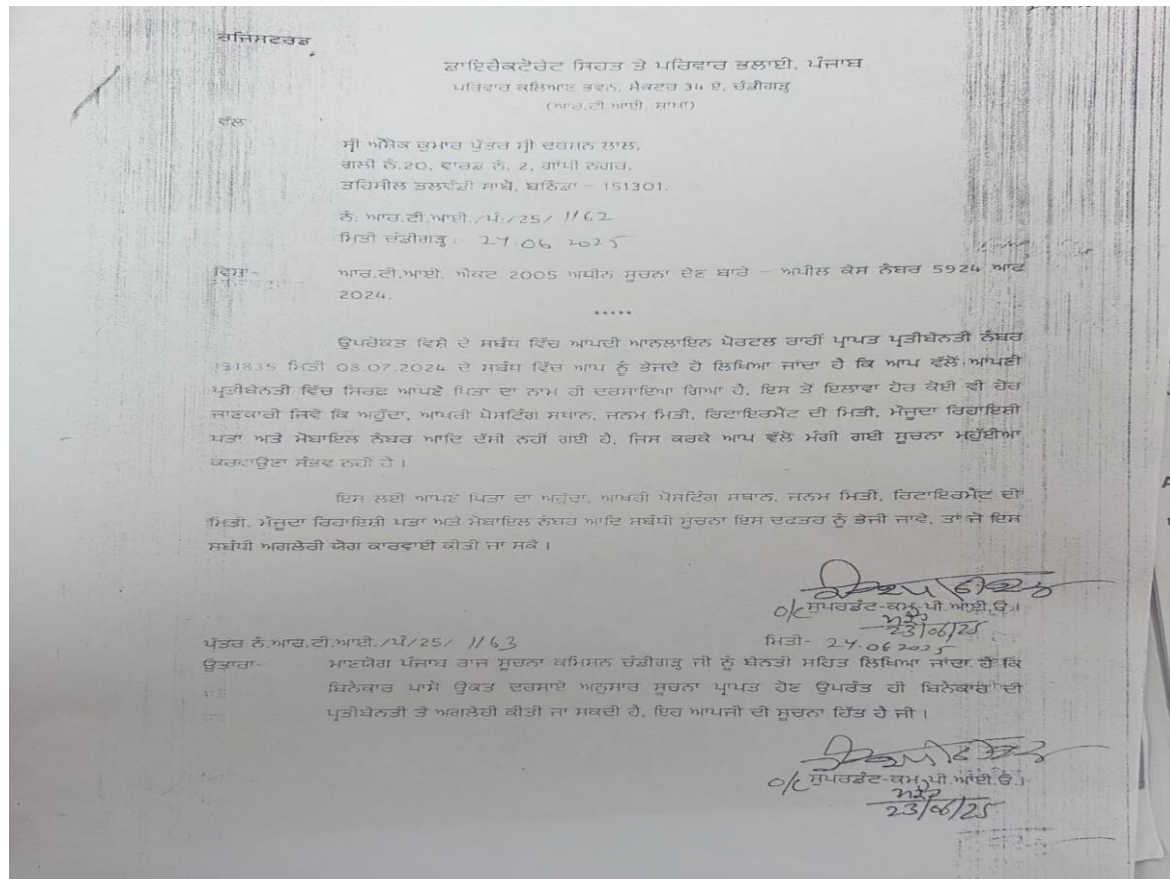 ਰਜਿਸਟਰਡ
ਡਾਇਰੈਕਟੋਰੇਟ ਸਿਹਤ ਤੇ ਪਰਿਵਾਰ ਭਲਾਈ, ਪੰਜਾਬ
ਪਰਿਵਾਰ ਕਲਿਆਣ ਭਵਨ, ਸੈਕਟਰ 34 ਏ, ਚੰਡੀਗੜ੍ਹ
(ਆਰ.ਟੀ.ਆਈ. ਸ਼ਾਖਾ)
ਵੱਲ
ਸ੍ਰੀ ਅਸ਼ੋਕ ਕੁਮਾਰ ਪੁੱਤਰ ਸ੍ਰੀ ਦਰਸ਼ਨ ਲਾਲ,
ਗਲੀ ਨੰ.20, ਵਾਰਡ ਨੰ. 2, ਗਾਂਧੀ ਨਗਰ,
ਤਹਿਸੀਲ ਤਲਵੰਡੀ ਸਾਬੋ, ਬਠਿੰਡਾ – 151301.
ਨੰ: ਆਰ.ਟੀ.ਆਈ./ਪੰ:/25/ 1162
ਮਿਤੀ ਚੰਡੀਗੜ੍ਹ: 24.06 2025
ਵਿਸ਼ਾ- ਆਰ.ਟੀ.ਆਈ. ਐਕਟ 2005 ਅਧੀਨ ਸੂਚਨਾ ਦੇਣ ਬਾਰੇ – ਅਪੀਲ ਕੇਸ ਨੰਬਰ 5924 ਆਫ
2024.
*****
ਉਪਰੋਕਤ ਵਿਸ਼ੇ ਦੇ ਸਬੰਧ ਵਿੱਚ ਆਪਦੀ ਆਨਲਾਇਨ ਪੋਰਟਲ ਰਾਹੀਂ ਪ੍ਰਾਪਤ ਪ੍ਰਤੀਬੇਨਤੀ ਨੰਬਰ
131835 ਮਿਤੀ 08.07.2024 ਦੇ ਸਬੰਧ ਵਿੱਚ ਆਪ ਨੂੰ ਭੇਜਦੇ ਹੋ ਲਿਖਿਆ ਜਾਂਦਾ ਹੈ ਕਿ ਆਪ ਵੱਲੋਂ ਆਪਣੀ
ਪ੍ਰਤੀਬੇਨਤੀ ਵਿੱਚ ਸਿਰਫ ਆਪਣੇ ਪਿਤਾ ਦਾ ਨਾਮ ਹੀ ਦਰਸਾਇਆ ਗਿਆ ਹੈ, ਇਸ ਤੋਂ ਇਲਾਵਾ ਹੋਰ ਕੋਈ ਵੀ ਹੋਰ
ਜਾਣਕਾਰੀ ਜਿਵੇਂ ਕਿ ਅਹੁੱਦਾ, ਆਖਰੀ ਪੋਸਟਿੰਗ ਸਥਾਨ, ਜਨਮ ਮਿਤੀ, ਰਿਟਾਇਰਮੈਂਟ ਦੀ ਮਿਤੀ, ਮੌਜੂਦਾ ਰਿਹਾਇਸ਼ੀ
ਪਤਾ ਅਤੇ ਮੋਬਾਇਲ ਨੰਬਰ ਆਦਿ ਦੱਸੀ ਨਹੀਂ ਗਈ ਹੈ, ਜਿਸ ਕਰਕੇ ਆਪ ਵੱਲੋਂ ਮੰਗੀ ਗਈ ਸੂਚਨਾ ਮਹੁੱਈਆ
ਕਰਵਾਉਣਾ ਸੰਭਵ ਨਹੀਂ ਹੈ।
ਇਸ ਲਈ ਆਪਣੇ ਪਿਤਾ ਦਾ ਅਹੁੱਦਾ, ਆਖਰੀ ਪੋਸਟਿੰਗ ਸਥਾਨ, ਜਨਮ ਮਿਤੀ, ਰਿਟਾਇਰਮੈਂਟ ਦੀ
ਮਿਤੀ, ਮੌਜੂਦਾ ਰਿਹਾਇਸ਼ੀ ਪਤਾ ਅਤੇ ਮੋਬਾਇਲ ਨੰਬਰ ਆਦਿ ਸਬੰਧੀ ਸੂਚਨਾ ਇਸ ਦਫਤਰ ਨੂੰ ਭੇਜੀ ਜਾਵੇ, ਤਾਂ ਜੋ ਇਸ
ਸਬੰਧੀ ਅਗਲੇਰੀ ਯੋਗ ਕਾਰਵਾਈ ਕੀਤੀ ਜਾ ਸਕੇ।
o/c ਸੁਪਰਡੰਟ-ਕਮ-ਪੀ.ਆਈ.ਓ।
23/06/25
ਪੱਤਰ ਨੰ.ਆਰ.ਟੀ.ਆਈ./ਪੰ/25/ 1163 ਮਿਤੀ- 24.06 2025
ਉਤਾਰਾ- ਮਾਣਯੋਗ ਪੰਜਾਬ ਰਾਜ ਸੂਚਨਾ ਕਮਿਸ਼ਨ ਚੰਡੀਗੜ੍ਹ ਜੀ ਨੂੰ ਬੇਨਤੀ ਸਹਿਤ ਲਿਖਿਆ ਜਾਂਦਾ ਹੈ ਕਿ
ਬਿਨੇਕਾਰ ਪਾਸੋਂ ਉਕਤ ਦਰਸਾਏ ਅਨੁਸਾਰ ਸੂਚਨਾ ਪ੍ਰਾਪਤ ਹੋਣ ਉਪਰੰਤ ਹੀ ਬਿਨੇਕਾਰ ਦੀ
ਪ੍ਰਤੀਬੇਨਤੀ ਤੇ ਅਗਲੇਰੀ ਕੀਤੀ ਜਾ ਸਕਦੀ ਹੈ, ਇਹ ਆਪਜੀ ਦੀ ਸੂਚਨਾ ਹਿੱਤ ਹੈ ਜੀ।
o/c ਸੁਪਰਡੰਟ-ਕਮ-ਪੀ.ਆਈ.ਓ।
23/06/25